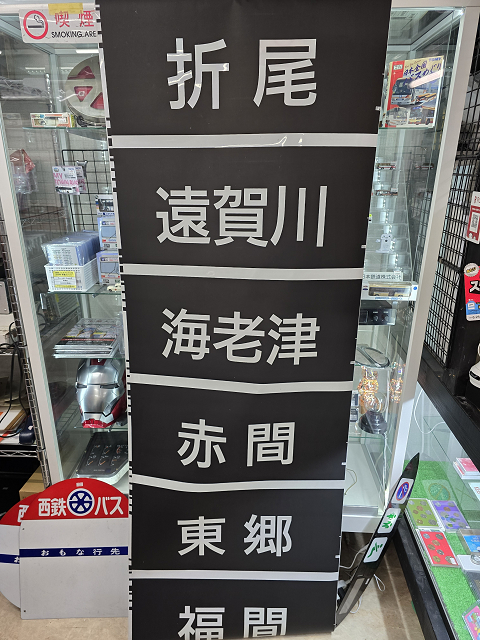 喫煙
SMOKING AREA
折尾
遠賀川
海老津
赤間
東郷
福間
西鉄バス
おもな行先